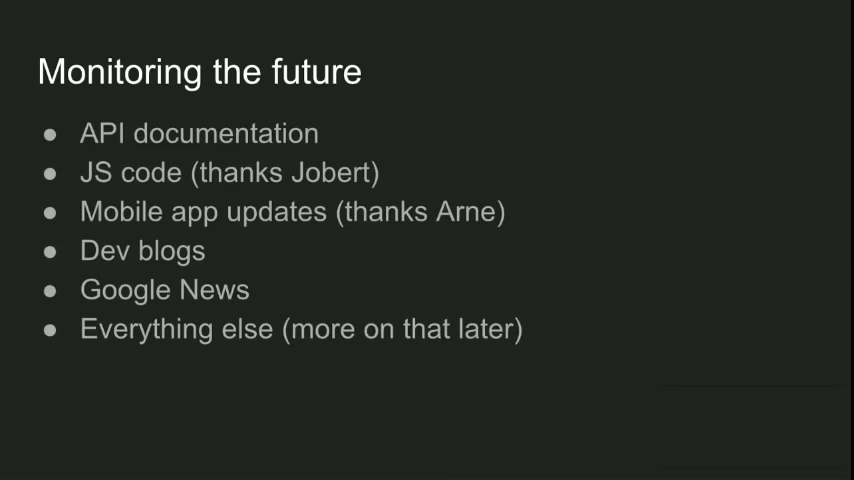 Monitoring the future
● API documentation
● JS code (thanks Jobert)
● Mobile app updates (thanks Arne)
● Dev blogs
● Google News
● Everything else (more on that later)